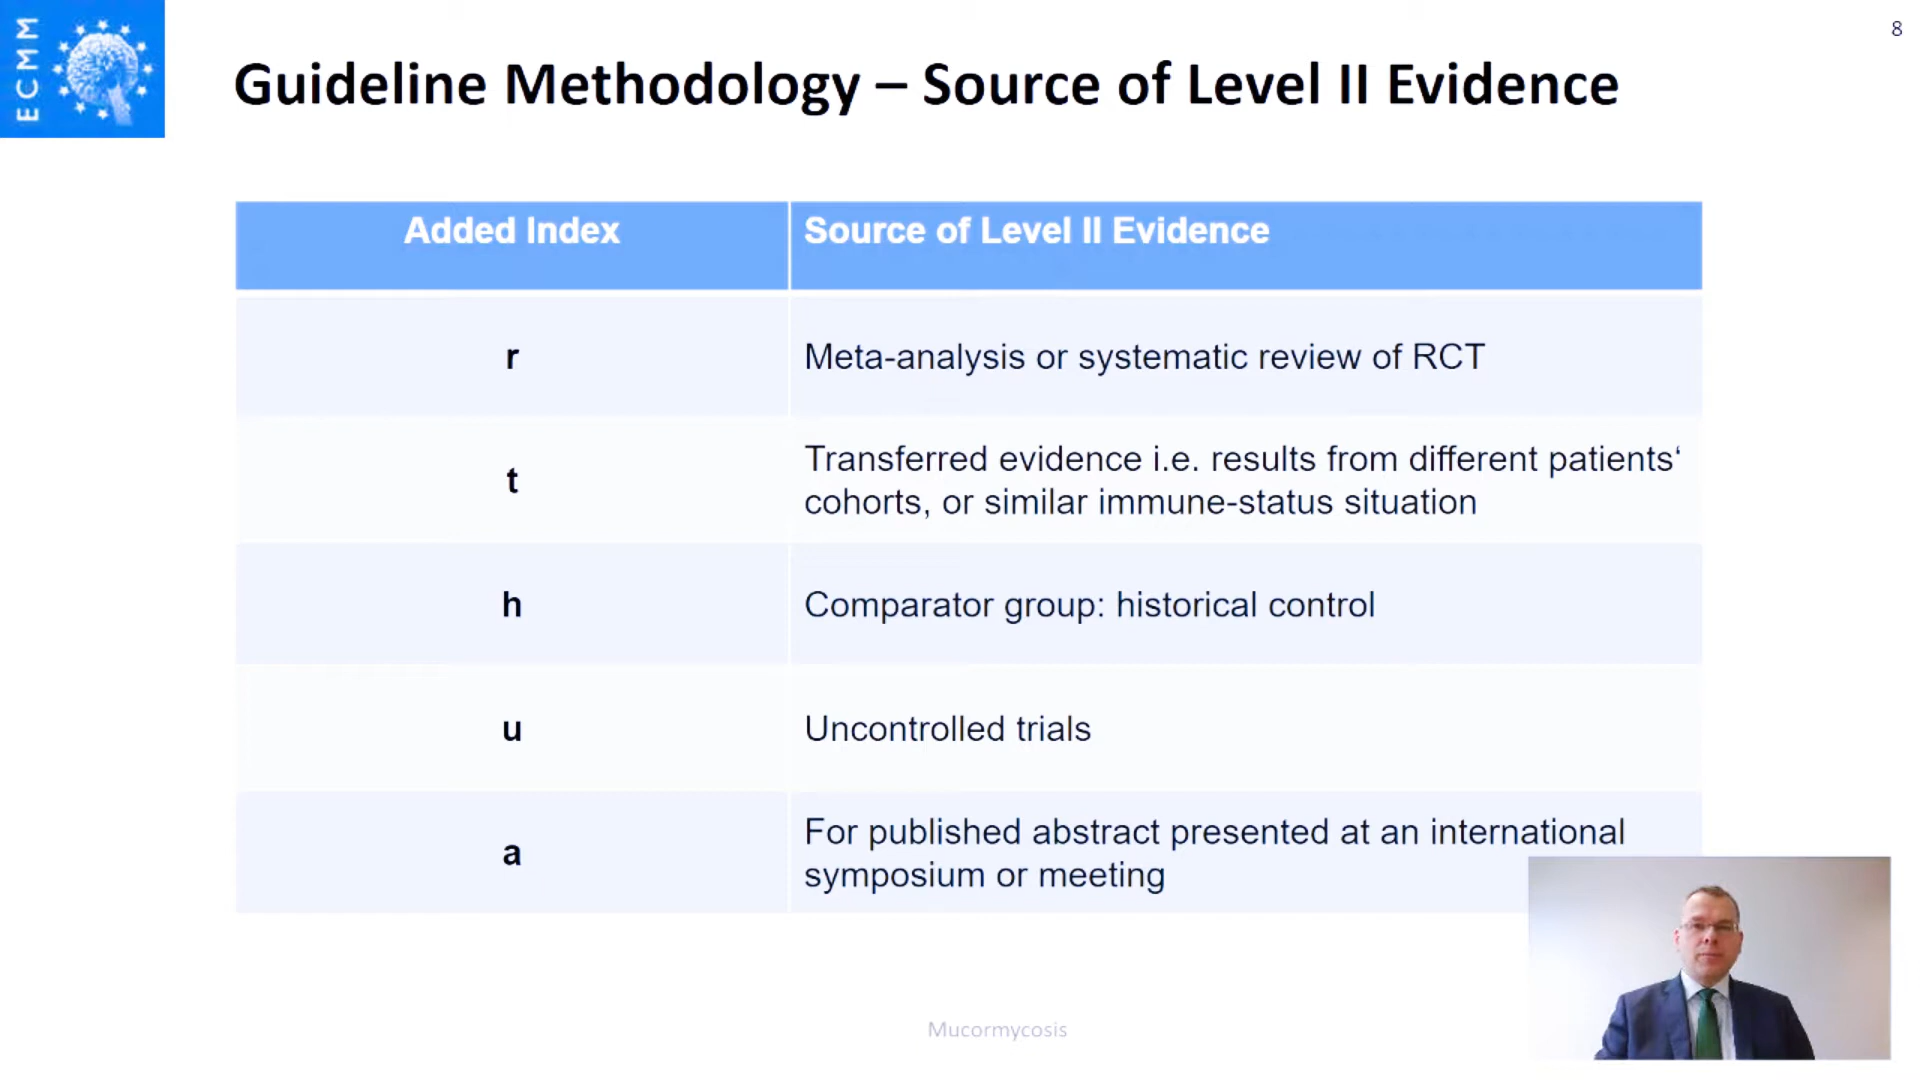 8
ECMM
Guideline Methodology – Source of Level II Evidence
Added Index
Source of Level II Evidence
r
Meta-analysis or systematic review of RCT
t
Transferred evidence i.e. results from different patients‘
cohorts, or similar immune-status situation
h
Comparator group: historical control
u
Uncontrolled trials
a
For published abstract presented at an international
symposium or meeting
Mucormycosis